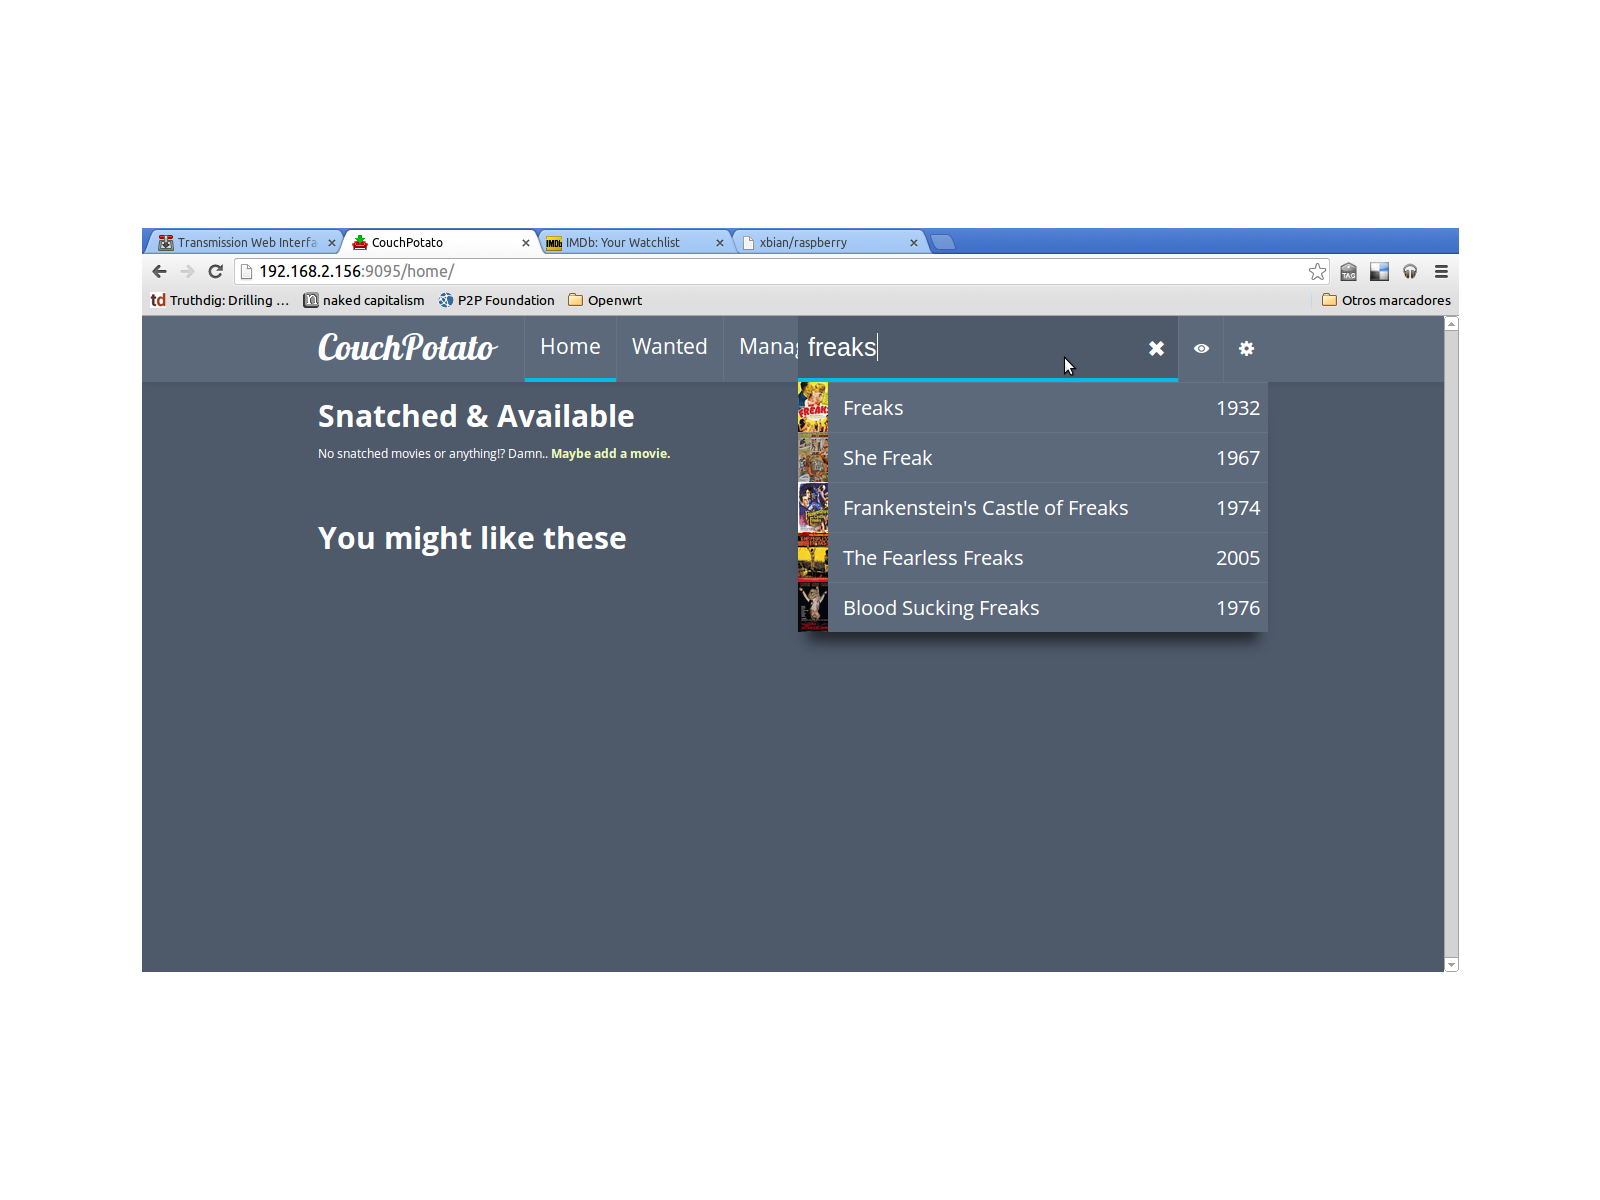 Transmission Web Interfa
CouchPotato
IMDb: Your Watchlist
xbian/raspberry
192.168.2.156:9095/home/
td Truthdig: Drilling ...
naked capitalism
P2P Foundation
Openwrt
Otros marcadores
CouchPotato
Home
Wanted
Manag
freaks
Snatched & Available
No snatched movies or anything!? Damn.. Maybe add a movie.
You might like these
Freaks 1932
She Freak 1967
Frankenstein's Castle of Freaks 1974
The Fearless Freaks 2005
Blood Sucking Freaks 1976